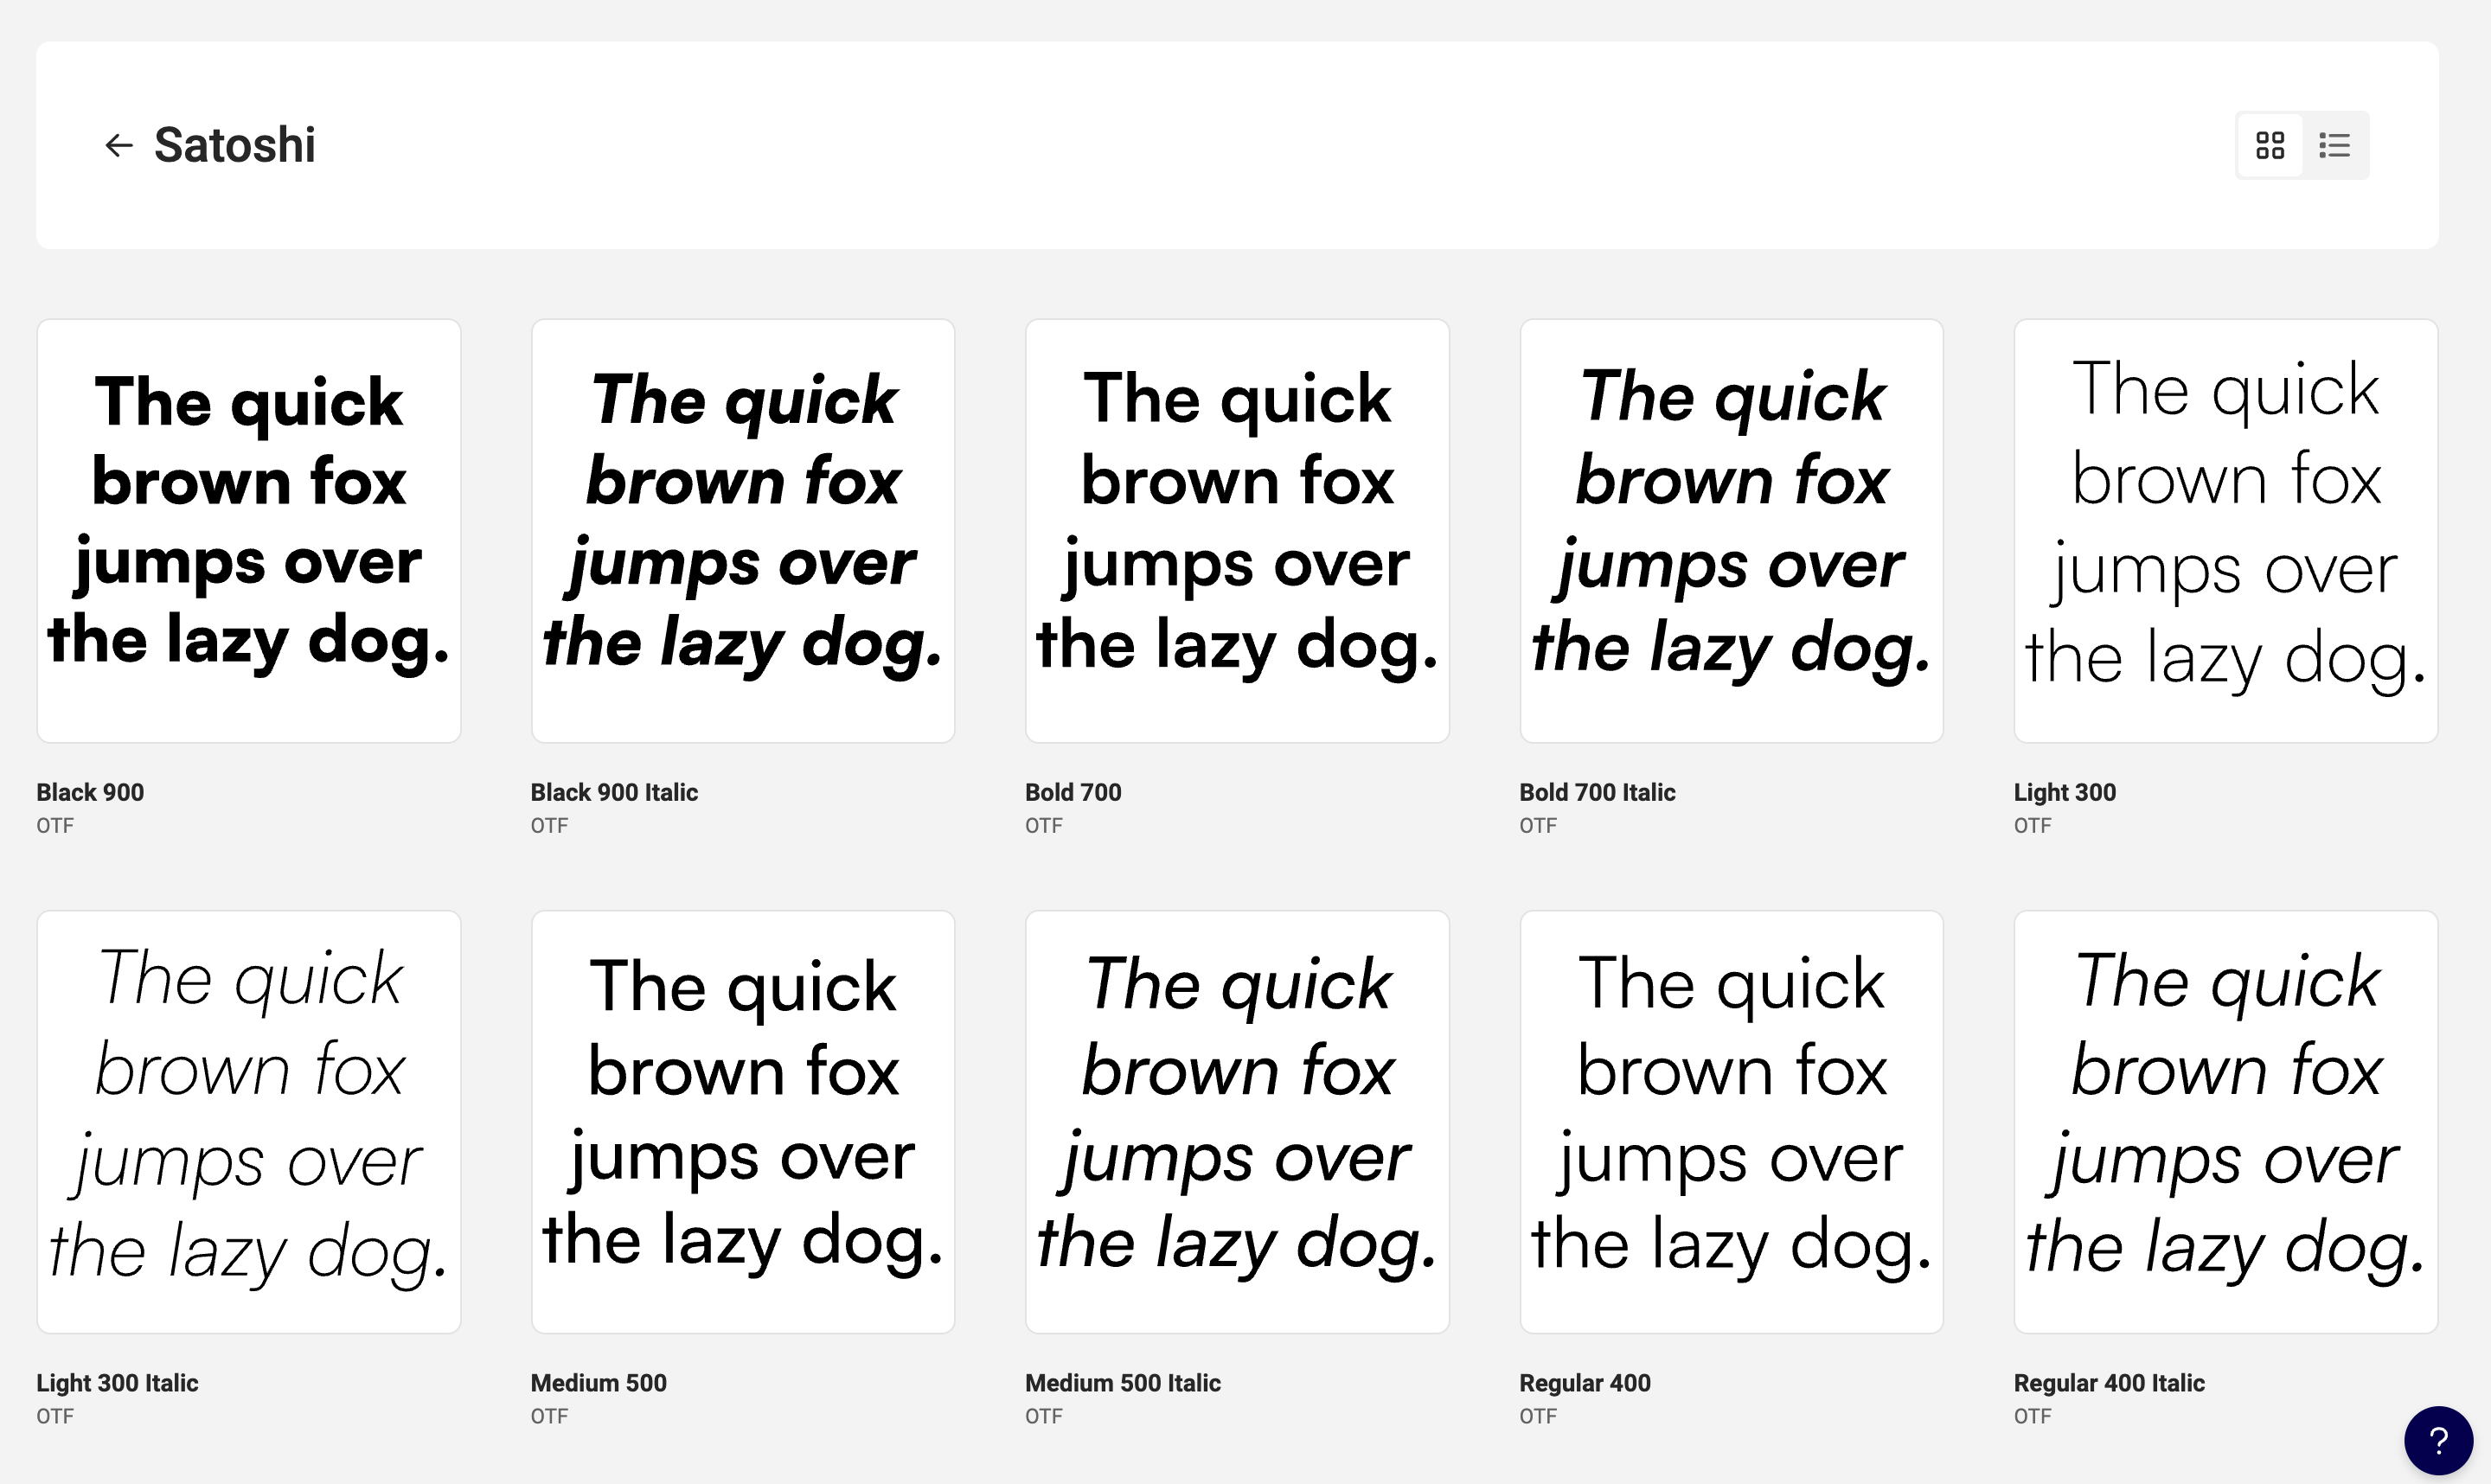 Satoshi
The quick
brown fox
jumps over
the lazy dog.
Black 900
OTF
The quick
brown fox
jumps over
the lazy dog.
Black 900 Italic
OTF
The quick
brown fox
jumps over
the lazy dog.
Bold 700
OTF
The quick
brown fox
jumps over
the lazy dog.
Bold 700 Italic
OTF
The quick
brown fox
jumps over
the lazy dog.
Light 300
OTF
The quick
brown fox
jumps over
the lazy dog.
Light 300 Italic
OTF
The quick
brown fox
jumps over
the lazy dog.
Medium 500
OTF
The quick
brown fox
jumps over
the lazy dog.
Medium 500 Italic
OTF
The quick
brown fox
jumps over
the lazy dog.
Regular 400
OTF
The quick
brown fox
jumps over
the lazy dog.
Regular 400 Italic
OTF
?